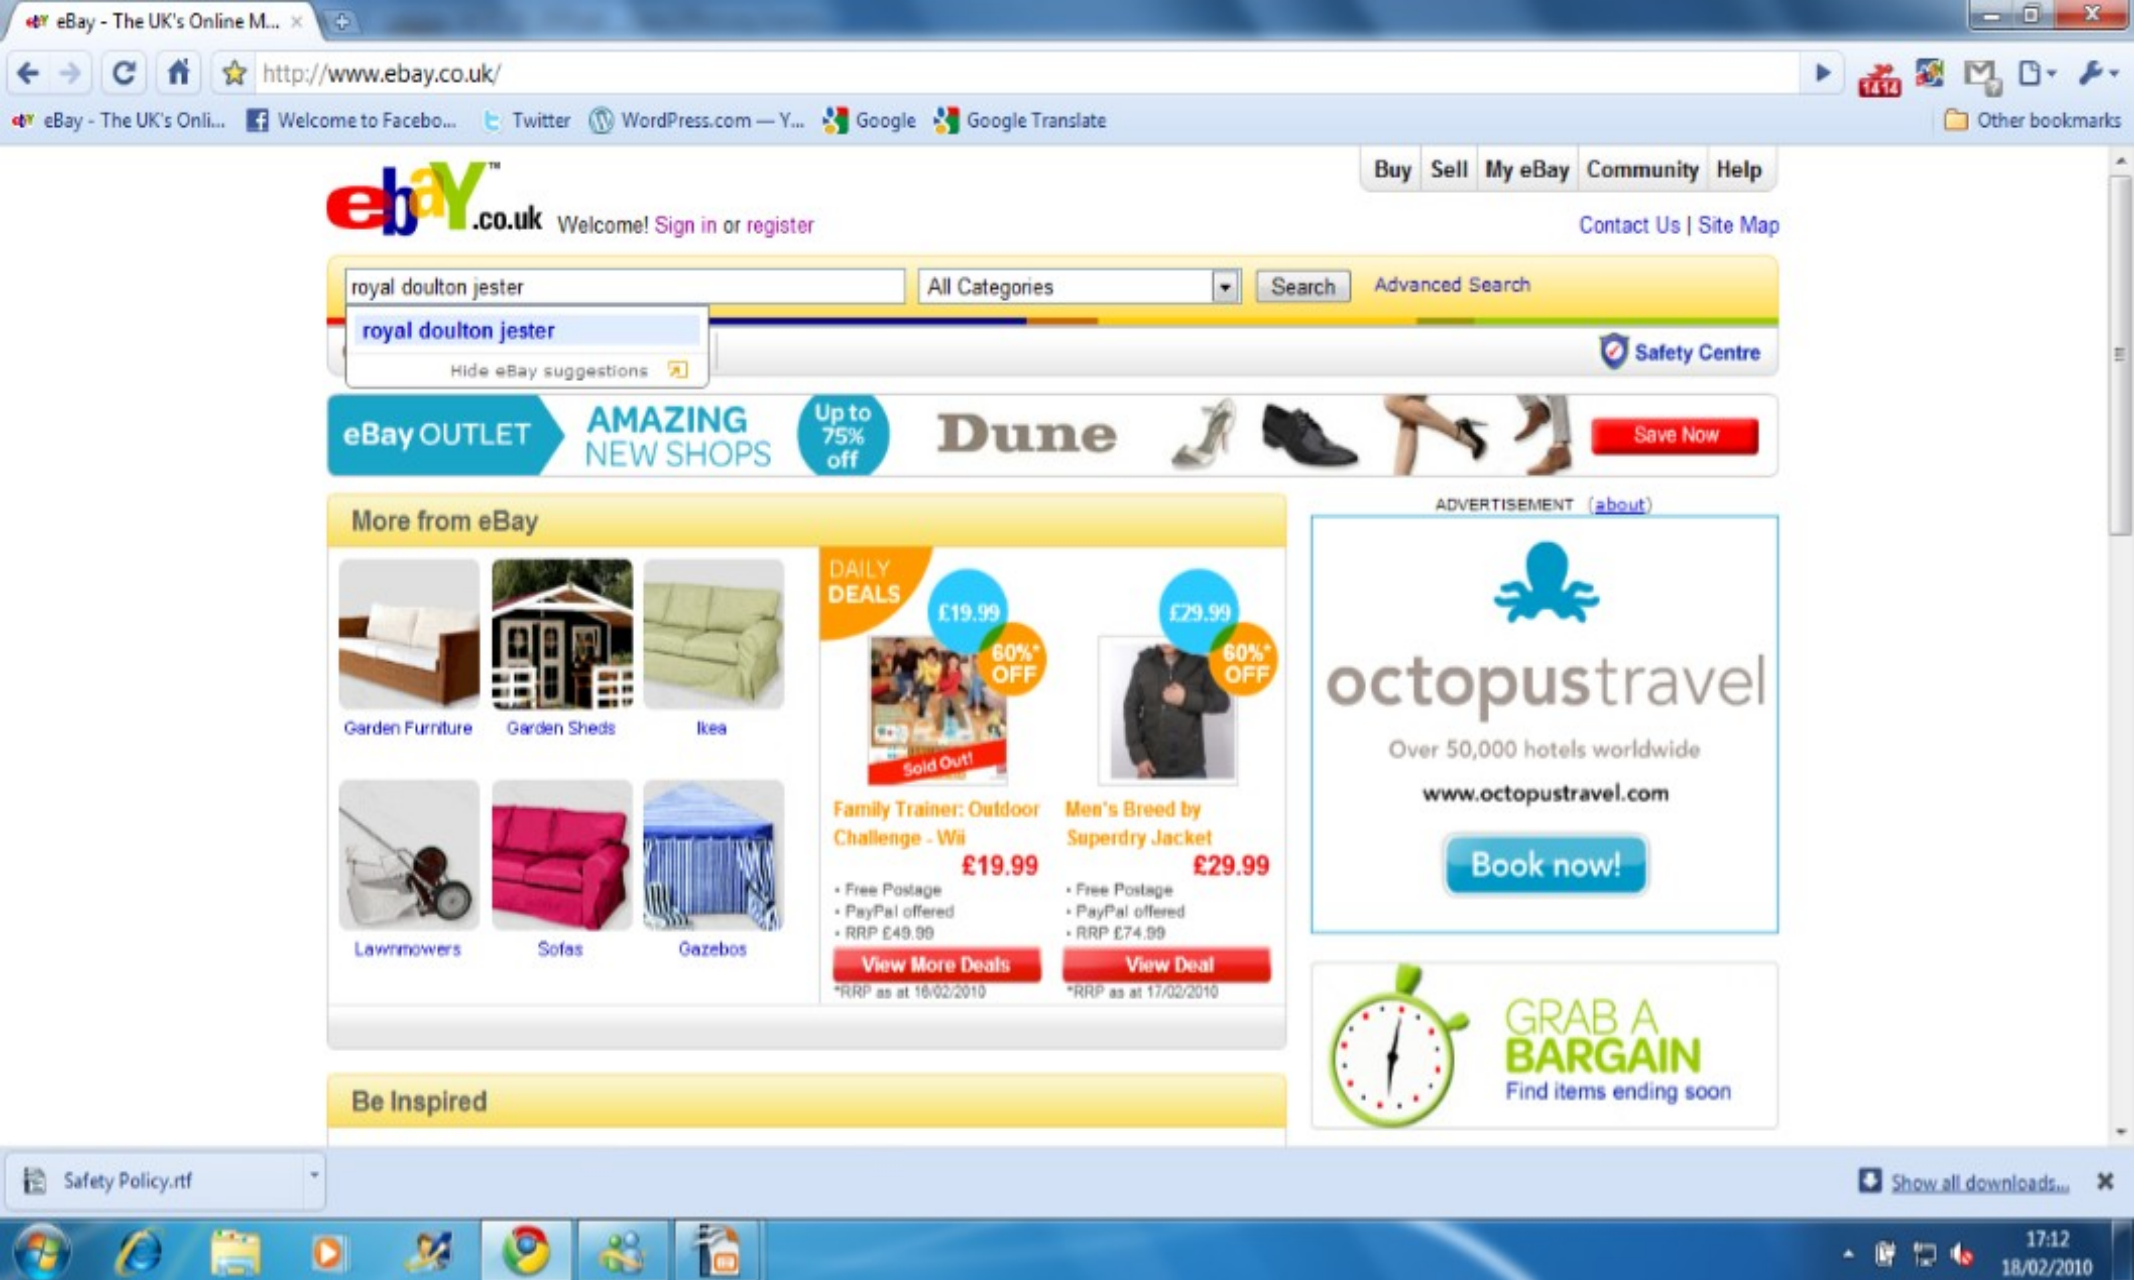 eBay - The UK's Online M...
http://www.ebay.co.uk/
1414
eBay - The UK's Onli...
Welcome to Facebo...
Twitter
WordPress.com — Y...
Google
Google Translate
Other bookmarks
Buy Sell My eBay Community Help
ebaY™.co.uk Welcome! Sign in or register
Contact Us | Site Map
royal doulton jester
All Categories
Search
Advanced Search
royal doulton jester
Hide eBay suggestions
Safety Centre
eBay OUTLET
AMAZING
NEW SHOPS
Up to
75%
off
Dune
Save Now
More from eBay
Garden Furniture
Garden Sheds
Ikea
Lawnmowers
Sofas
Gazebos
DAILY
DEALS
£19.99
60%*
OFF
Sold Out!
Family Trainer: Outdoor
Challenge - Wii
£19.99
• Free Postage
• PayPal offered
• RRP £49.99
View More Deals
*RRP as at 16/02/2010
£29.99
60%*
OFF
Men's Breed by
Superdry Jacket
£29.99
• Free Postage
• PayPal offered
• RRP £74.99
View Deal
*RRP as at 17/02/2010
ADVERTISEMENT (about)
octopustravel
Over 50,000 hotels worldwide
www.octopustravel.com
Book now!
GRAB A
BARGAIN
Find items ending soon
Be Inspired
Safety Policy.rtf
Show all downloads...
17:12
18/02/2010